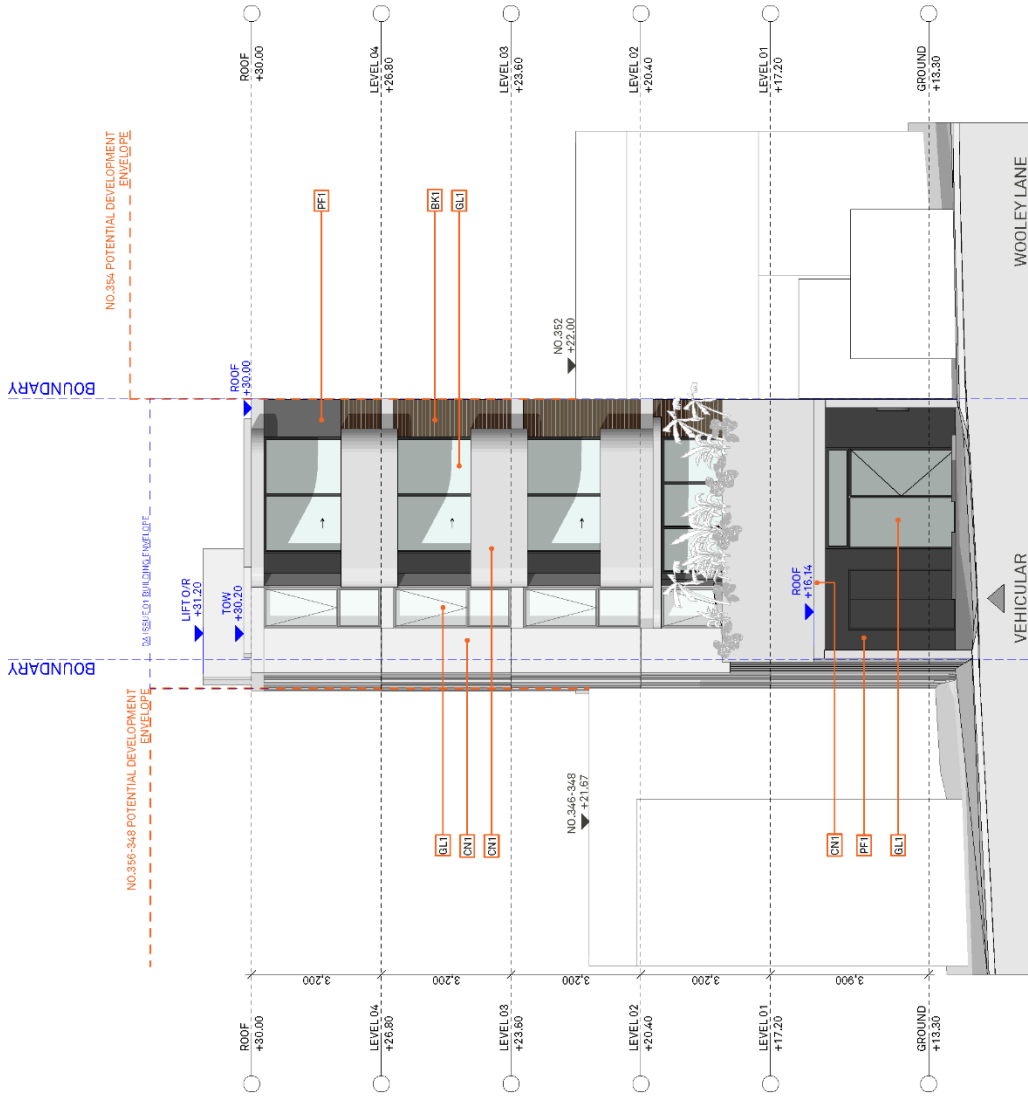 NO.354 POTENTIAL DEVELOPMENT
ENVELOPE
NO.356-348 POTENTIAL DEVELOPMENT
ENVELOPE
BOUNDARY
BOUNDARY
DA ISSUE 01 BUILDING ENVELOPE
LIFT O/R
+31.20
TOW
+30.20
ROOF
+30.00
ROOF
+30.00
ROOF
+30.00
3,200
PF1
LEVEL 04
+26.80
LEVEL 04
+26.80
3,200
BK1
GL1
GL1
CN1
CN1
LEVEL 03
+23.60
LEVEL 03
+23.60
3,200
NO.352
+22.00
NO.346-348
+21.67
LEVEL 02
+20.40
LEVEL 02
+20.40
3,200
LEVEL 01
+17.20
LEVEL 01
+17.20
ROOF
+16.14
3,900
CN1
PF1
GL1
GROUND
+13.30
GROUND
+13.30
VEHICULAR
WOOLEY LANE